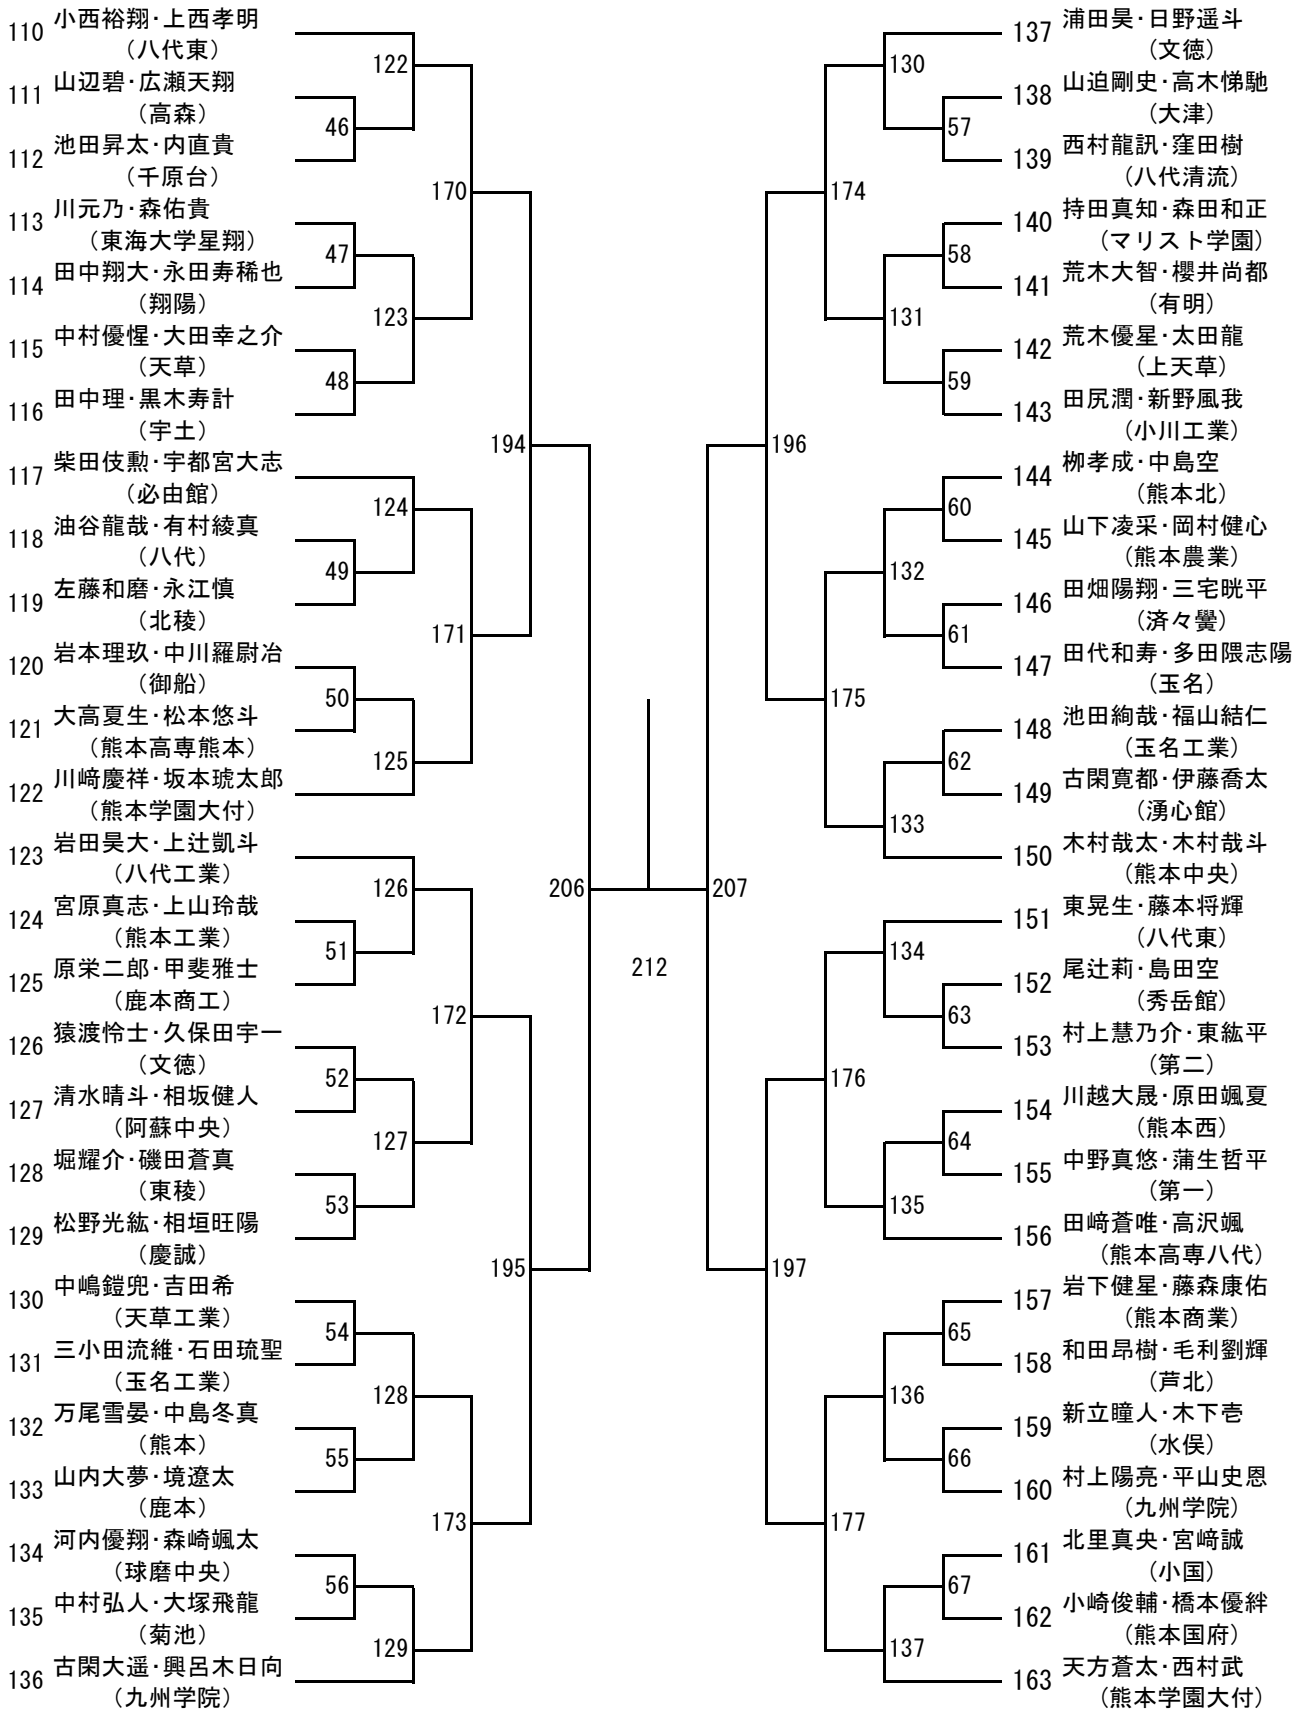 110 小西裕翔・上西孝明
（八代東）
111 山辺碧・広瀬天翔
（高森）
112 池田昇太・内直貴
（千原台）
113 川元乃・森佑貴
（東海大学星翔）
114 田中翔大・永田寿稀也
（翔陽）
115 中村優惺・大田幸之介
（天草）
116 田中理・黒木寿計
（宇土）
117 柴田伎勲・宇都宮大志
（必由館）
118 油谷龍哉・有村綾真
（八代）
119 左藤和磨・永江慎
（北稜）
120 岩本理玖・中川羅尉冶
（御船）
121 大高夏生・松本悠斗
（熊本高専熊本）
122 川﨑慶祥・坂本琥太郎
（熊本学園大付）
123 岩田昊大・上辻凱斗
（八代工業）
124 宮原真志・上山玲哉
（熊本工業）
125 原栄二郎・甲斐雅士
（鹿本商工）
126 猿渡怜士・久保田宇一
（文徳）
127 清水晴斗・相坂健人
（阿蘇中央）
128 堀耀介・磯田蒼真
（東稜）
129 松野光紘・相垣旺陽
（慶誠）
130 中嶋鎧兜・吉田希
（天草工業）
131 三小田流維・石田琉聖
（玉名工業）
132 万尾雪晏・中島冬真
（熊本）
133 山内大夢・境遼太
（鹿本）
134 河内優翔・森崎颯太
（球磨中央）
135 中村弘人・大塚飛龍
（菊池）
136 古閑大遥・興呂木日向
（九州学院）
46
47
48
49
50
51
52
53
54
55
56
122
123
124
125
126
127
128
129
170
171
172
173
194
195
206
212
207
196
197
174
175
176
177
130
131
132
133
134
135
136
137
57
58
59
60
61
62
63
64
65
66
67
137 浦田昊・日野遥斗
（文徳）
138 山迫剛史・高木悌馳
（大津）
139 西村龍訊・窪田樹
（八代清流）
140 持田真知・森田和正
（マリスト学園）
141 荒木大智・櫻井尚都
（有明）
142 荒木優星・太田龍
（上天草）
143 田尻潤・新野風我
（小川工業）
144 柳孝成・中島空
（熊本北）
145 山下凌采・岡村健心
（熊本農業）
146 田畑陽翔・三宅晄平
（済々黌）
147 田代和寿・多田隈志陽
（玉名）
148 池田絢哉・福山結仁
（玉名工業）
149 古閑寛都・伊藤喬太
（湧心館）
150 木村哉太・木村哉斗
（熊本中央）
151 東晃生・藤本将輝
（八代東）
152 尾辻莉・島田空
（秀岳館）
153 村上慧乃介・東紘平
（第二）
154 川越大晟・原田颯夏
（熊本西）
155 中野真悠・蒲生哲平
（第一）
156 田﨑蒼唯・高沢颯
（熊本高専八代）
157 岩下健星・藤森康佑
（熊本商業）
158 和田昂樹・毛利劉輝
（芦北）
159 新立瞳人・木下壱
（水俣）
160 村上陽亮・平山史恩
（九州学院）
161 北里真央・宮﨑誠
（小国）
162 小崎俊輔・橋本優絆
（熊本国府）
163 天方蒼太・西村武
（熊本学園大付）